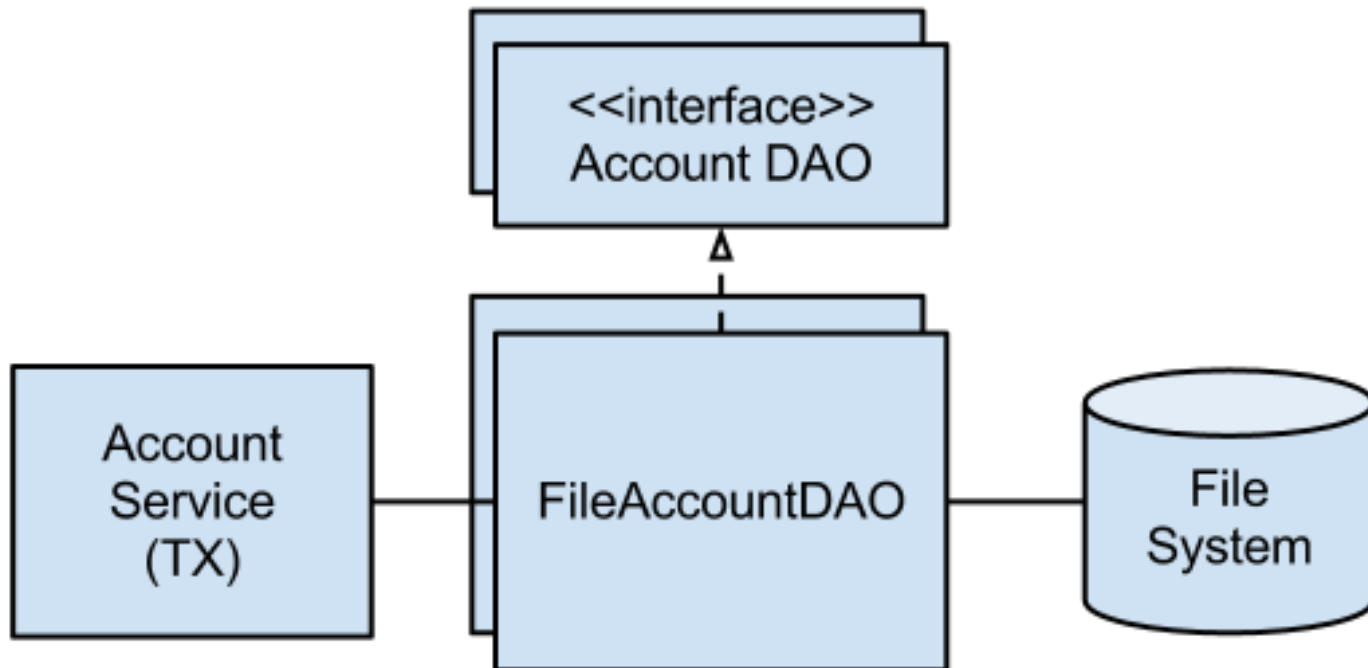 <<interface>>
Account DAO
Account
Service
(TX)
FileAccountDAO
File
System